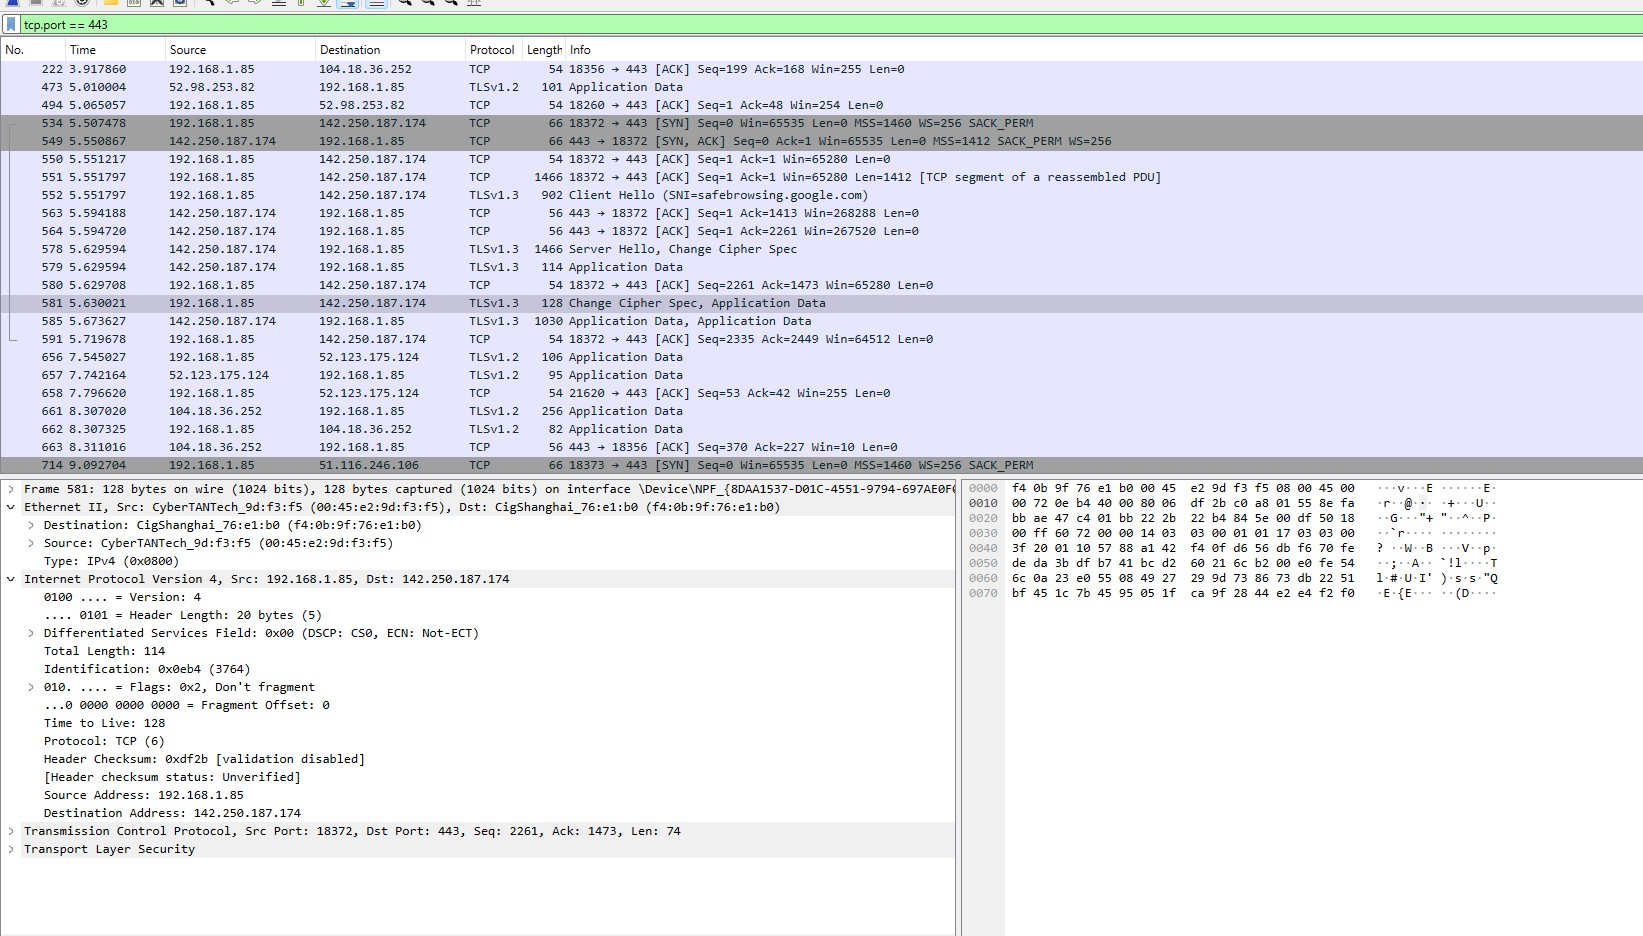 tcp.port == 443
No. Time Source Destination Protocol Length Info
222 3.917860 192.168.1.85 104.18.36.252 TCP 54 18356 → 443 [ACK] Seq=199 Ack=168 Win=255 Len=0
473 5.010004 52.98.253.82 192.168.1.85 TLSv1.2 101 Application Data
494 5.065057 192.168.1.85 52.98.253.82 TCP 54 18260 → 443 [ACK] Seq=1 Ack=48 Win=254 Len=0
534 5.507478 192.168.1.85 142.250.187.174 TCP 66 18372 → 443 [SYN] Seq=0 Win=65535 Len=0 MSS=1460 WS=256 SACK_PERM
549 5.550867 142.250.187.174 192.168.1.85 TCP 66 443 → 18372 [SYN, ACK] Seq=0 Ack=1 Win=65535 Len=0 MSS=1412 SACK_PERM WS=256
550 5.551217 192.168.1.85 142.250.187.174 TCP 54 18372 → 443 [ACK] Seq=1 Ack=1 Win=65280 Len=0
551 5.551797 192.168.1.85 142.250.187.174 TCP 1466 18372 → 443 [ACK] Seq=1 Ack=1 Win=65280 Len=1412 [TCP segment of a reassembled PDU]
552 5.551797 192.168.1.85 142.250.187.174 TLSv1.3 902 Client Hello (SNI=safebrowsing.google.com)
563 5.594188 142.250.187.174 192.168.1.85 TCP 56 443 → 18372 [ACK] Seq=1 Ack=1413 Win=268288 Len=0
564 5.594720 142.250.187.174 192.168.1.85 TCP 56 443 → 18372 [ACK] Seq=1 Ack=2261 Win=267520 Len=0
578 5.629594 142.250.187.174 192.168.1.85 TLSv1.3 1466 Server Hello, Change Cipher Spec
579 5.629594 142.250.187.174 192.168.1.85 TLSv1.3 114 Application Data
580 5.629708 192.168.1.85 142.250.187.174 TCP 54 18372 → 443 [ACK] Seq=2261 Ack=1473 Win=65280 Len=0
581 5.630021 192.168.1.85 142.250.187.174 TLSv1.3 128 Change Cipher Spec, Application Data
585 5.673627 142.250.187.174 192.168.1.85 TLSv1.3 1030 Application Data, Application Data
591 5.719678 192.168.1.85 142.250.187.174 TCP 54 18372 → 443 [ACK] Seq=2335 Ack=2449 Win=64512 Len=0
656 7.545027 192.168.1.85 52.123.175.124 TLSv1.2 106 Application Data
657 7.742164 52.123.175.124 192.168.1.85 TLSv1.2 95 Application Data
658 7.796620 192.168.1.85 52.123.175.124 TCP 54 21620 → 443 [ACK] Seq=53 Ack=42 Win=255 Len=0
661 8.307020 104.18.36.252 192.168.1.85 TLSv1.2 256 Application Data
662 8.307325 192.168.1.85 104.18.36.252 TLSv1.2 82 Application Data
663 8.311016 104.18.36.252 192.168.1.85 TCP 56 443 → 18356 [ACK] Seq=370 Ack=227 Win=10 Len=0
714 9.092704 192.168.1.85 51.116.246.106 TCP 66 18373 → 443 [SYN] Seq=0 Win=65535 Len=0 MSS=1460 WS=256 SACK_PERM
Frame 581: 128 bytes on wire (1024 bits), 128 bytes captured (1024 bits) on interface \Device\NPF_{8DAA1537-D01C-4551-9794-697AE0F
Ethernet II, Src: CyberTANTech_9d:f3:f5 (00:45:e2:9d:f3:f5), Dst: CigShanghai_76:e1:b0 (f4:0b:9f:76:e1:b0)
Destination: CigShanghai_76:e1:b0 (f4:0b:9f:76:e1:b0)
Source: CyberTANTech_9d:f3:f5 (00:45:e2:9d:f3:f5)
Type: IPv4 (0x0800)
Internet Protocol Version 4, Src: 192.168.1.85, Dst: 142.250.187.174
0100 .... = Version: 4
.... 0101 = Header Length: 20 bytes (5)
Differentiated Services Field: 0x00 (DSCP: CS0, ECN: Not-ECT)
Total Length: 114
Identification: 0x0eb4 (3764)
010. .... = Flags: 0x2, Don't fragment
...0 0000 0000 0000 = Fragment Offset: 0
Time to Live: 128
Protocol: TCP (6)
Header Checksum: 0xdf2b [validation disabled]
[Header checksum status: Unverified]
Source Address: 192.168.1.85
Destination Address: 142.250.187.174
Transmission Control Protocol, Src Port: 18372, Dst Port: 443, Seq: 2261, Ack: 1473, Len: 74
Transport Layer Security
0000 f4 0b 9f 76 e1 b0 00 45 e2 9d f3 f5 08 00 45 00 ···v···E ······E·
0010 00 72 0e b4 40 00 80 06 df 2b c0 a8 01 55 8e fa ·r··@··· ·+···U··
0020 bb ae 47 c4 01 bb 22 2b 22 b4 84 5e 00 df 50 18 ··G···"+ "··^··P·
0030 00 ff 60 72 00 00 14 03 03 00 01 01 17 03 03 00 ··`r···· ········
0040 3f 20 01 10 57 88 a1 42 f4 0f d6 56 db f6 70 fe ? ··W··B ···V··p·
0050 de da 3b df b7 41 bc d2 60 21 6c b2 00 e0 fe 54 ··;··A·· `!l····T
0060 6c 0a 23 e0 55 08 49 27 29 9d 73 86 73 db 22 51 l·#·U·I' )·s·s·"Q
0070 bf 45 1c 7b 45 95 05 1f ca 9f 28 44 e2 e4 f2 f0 ·E·{E··· ··(D····